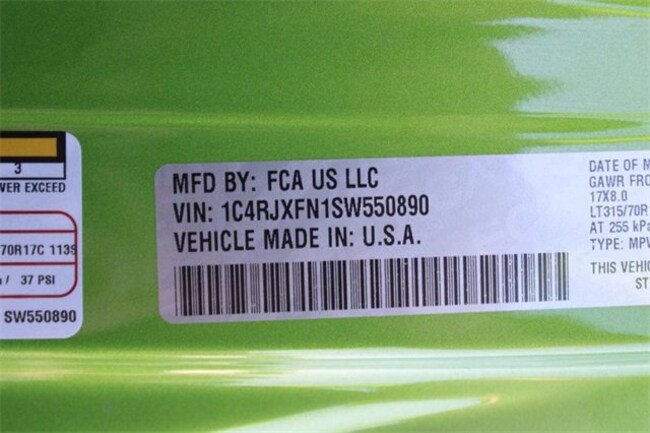 3
VER EXCEED
70R17C 113S
/ 37 PSI
SW550890
MFD BY: FCA US LLC
VIN: 1C4RJXFN1SW550890
VEHICLE MADE IN: U.S.A.
DATE OF M
GAWR FRO
17X8.0
LT315/70R
AT 255 kPa
TYPE: MPV
THIS VEHIC
ST